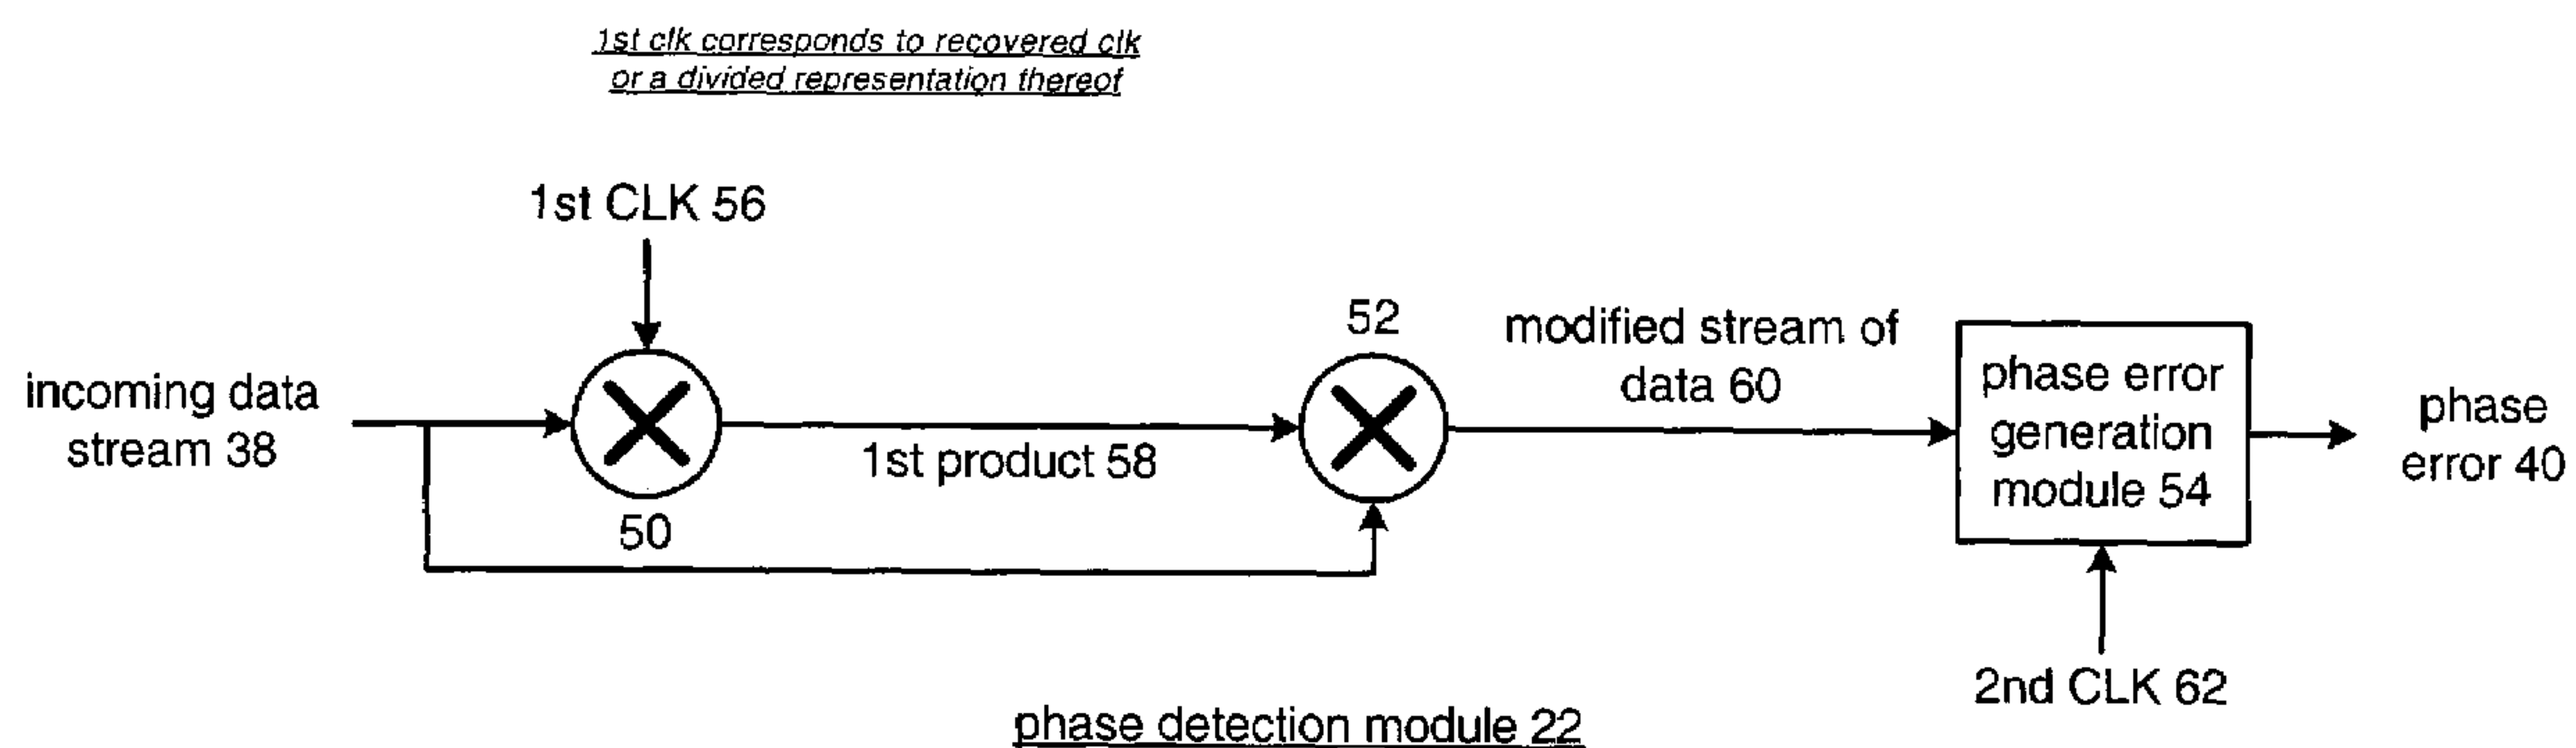 1st clk corresponds to recovered clk
or a divided representation thereof
1st CLK 56
incoming data
stream 38
50
1st product 58
52
modified stream of
data 60
phase error
generation
module 54
phase
error 40
2nd CLK 62
phase detection module 22